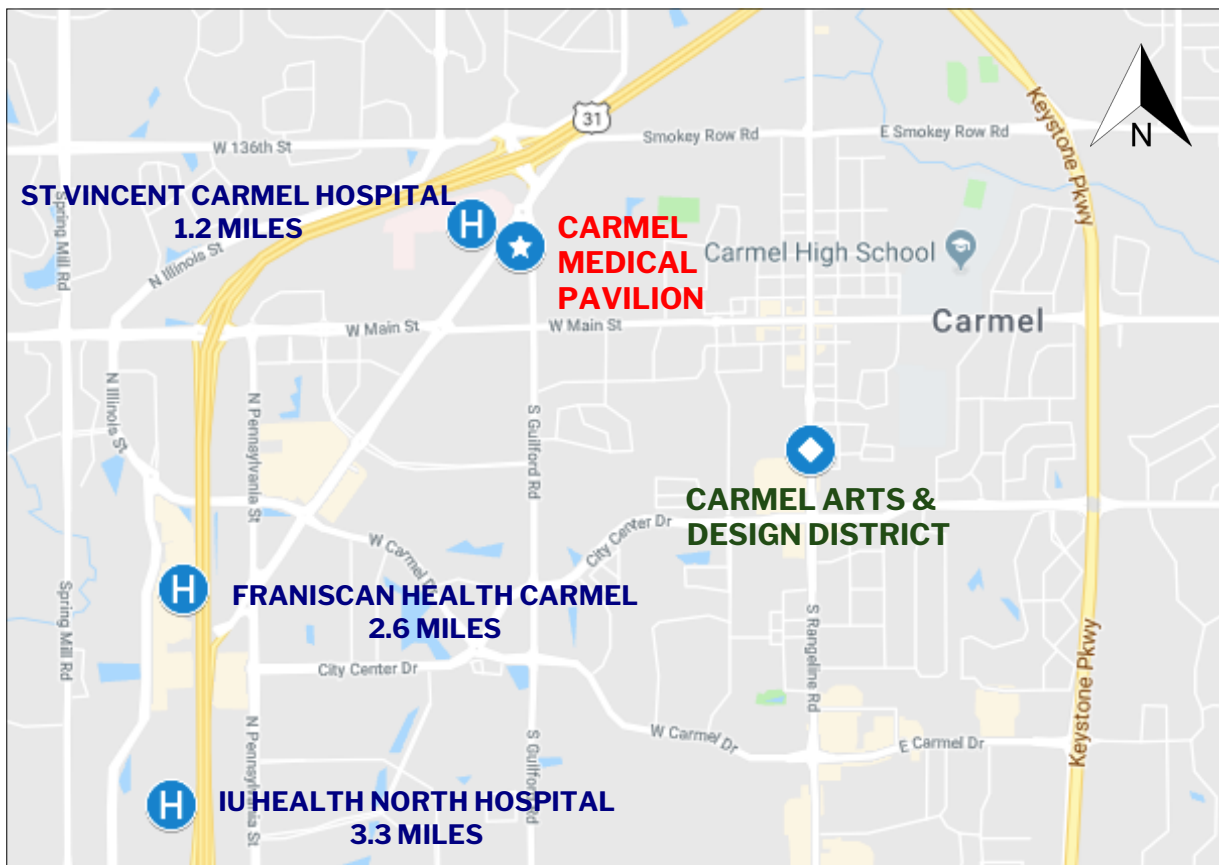 31
Smokey Row Rd
E Smokey Row Rd
Keystone Pkwy
N
W 136th St
ST VINCENT CARMEL HOSPITAL
1.2 MILES
H
Spring Mill Rd
N Illinois St
CARMEL
MEDICAL
PAVILION
Carmel High School
Carmel
W Main St
W Main St
N Illinois St
N Pennsylvania St
S Guilford Rd
CARMEL ARTS &
DESIGN DISTRICT
City Center Dr
W Carmel Dr
H
FRANISCAN HEALTH CARMEL
2.6 MILES
Spring Mill Rd
S Rangeline Rd
City Center Dr
Keystone Pkwy
N Pennsylvania St
S Guilford Rd
W Carmel Dr
E Carmel Dr
H
IU HEALTH NORTH HOSPITAL
3.3 MILES